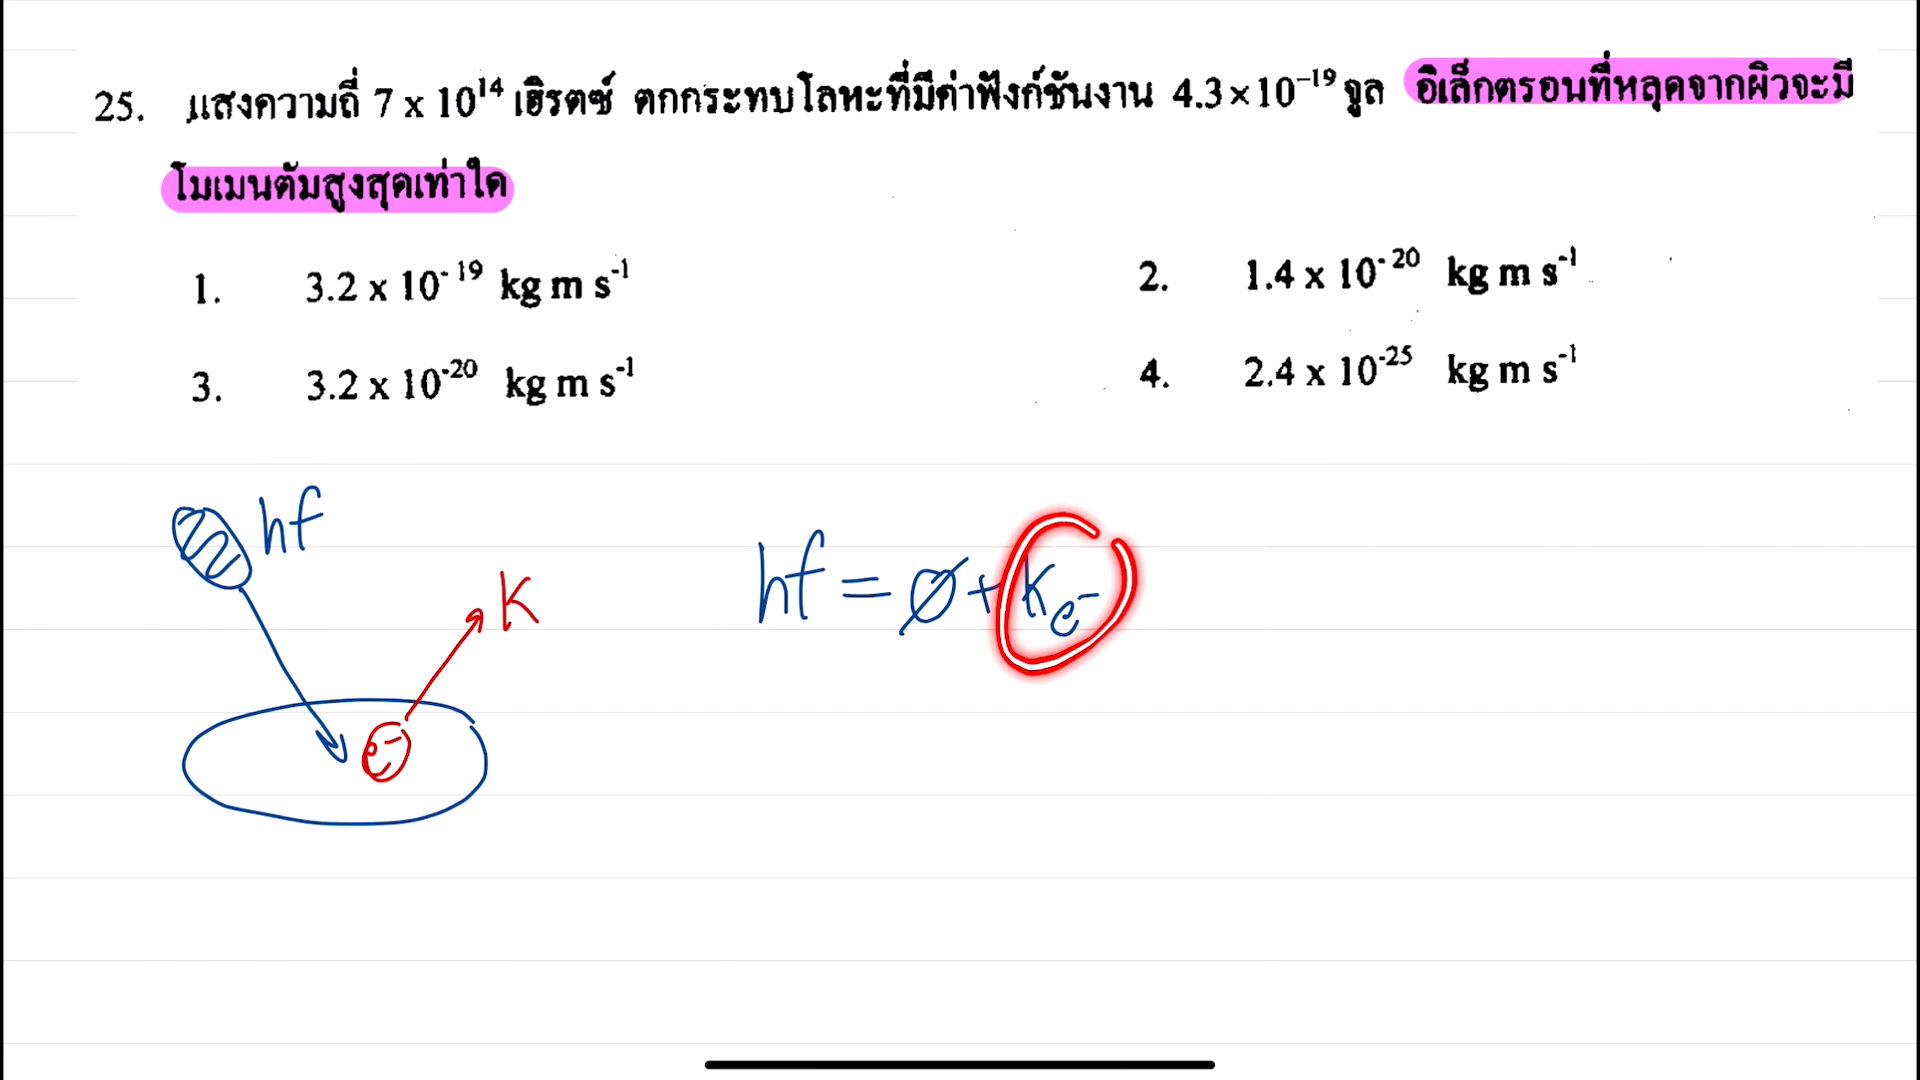 25. แสงความถี่ 7 x 10¹⁴ เฮิรตซ์ ตกกระทบโลหะที่มีค่าฟังก์ชันงาน 4.3×10⁻¹⁹ จูล อิเล็กตรอนที่หลุดจากผิวจะมี
โมเมนตัมสูงสุดเท่าใด
1. 3.2 x 10⁻¹⁹ kg m s⁻¹ 2. 1.4 x 10⁻²⁰ kg m s⁻¹
3. 3.2 x 10⁻²⁰ kg m s⁻¹ 4. 2.4 x 10⁻²⁵ kg m s⁻¹
hf
hf = ø + Ke⁻
K
e⁻